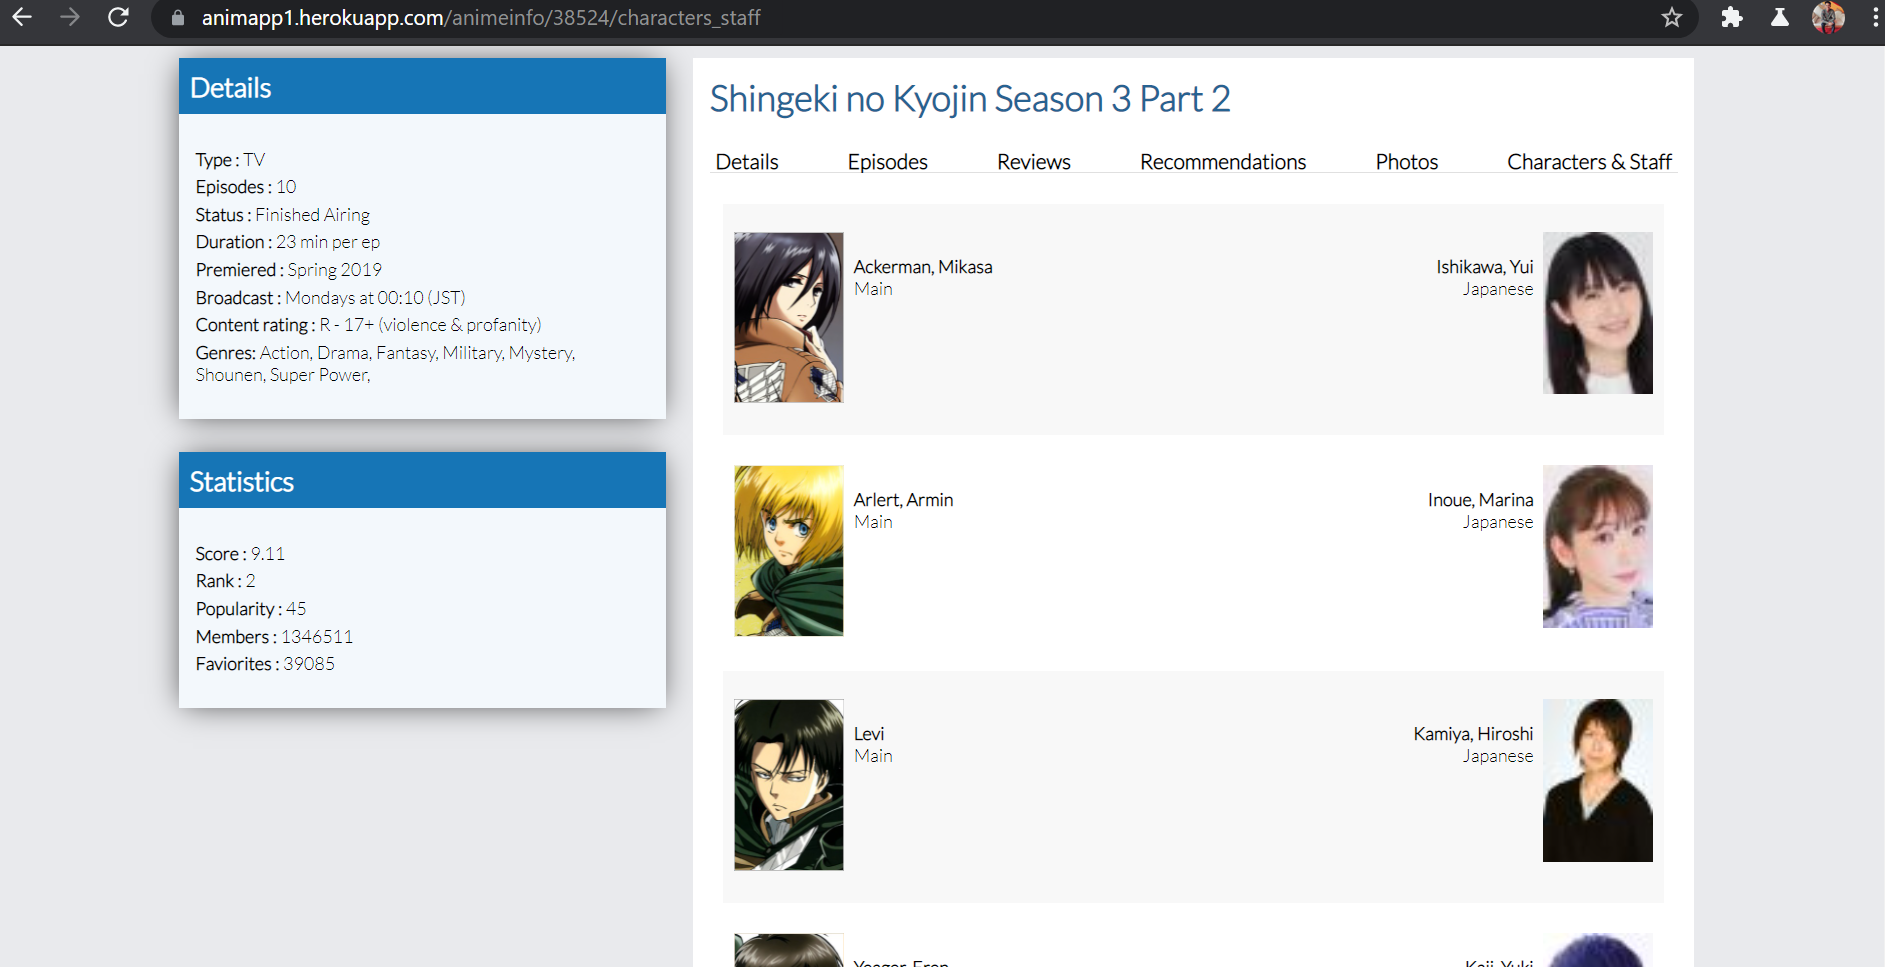 animapp1.herokuapp.com/animeinfo/38524/characters_staff
Details
Type : TV
Episodes : 10
Status : Finished Airing
Duration : 23 min per ep
Premiered : Spring 2019
Broadcast : Mondays at 00:10 (JST)
Content rating : R - 17+ (violence & profanity)
Genres: Action, Drama, Fantasy, Military, Mystery,
Shounen, Super Power,
Statistics
Score : 9.11
Rank : 2
Popularity : 45
Members : 1346511
Faviorites : 39085
Shingeki no Kyojin Season 3 Part 2
Details Episodes Reviews Recommendations Photos Characters & Staff
Ackerman, Mikasa
Main
Ishikawa, Yui
Japanese
Arlert, Armin
Main
Inoue, Marina
Japanese
Levi
Main
Kamiya, Hiroshi
Japanese
Yeager, Eren
Kaji, Yuki